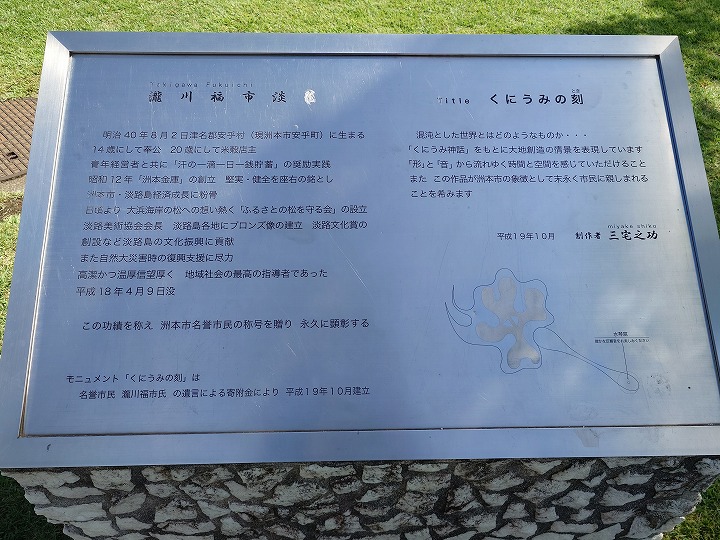 Takigawa Fukuichi
瀧川福市 淡
明治40年8月2日津名郡安乎村（現洲本市安乎町）に生まる
14歳にして奉公 20歳にして米穀店主
青年経営者と共に「汗の一滴一日一銭貯蓄」の奨励実践
昭和12年「洲本金庫」の創立 堅実・健全を座右の銘とし
洲本市・淡路島経済成長に粉骨
日頃より 大浜海岸の松への想い熱く「ふるさとの松を守る会」の設立
淡路美術協会会長 淡路島各地にブロンズ像の建立 淡路文化賞の
創設など淡路島の文化振興に貢献
また自然大災害時の復興支援に尽力
高潔かつ温厚信望厚く 地域社会の最高の指導者であった
平成18年4月9日没
この功績を称え 洲本市名誉市民の称号を贈り 永久に顕彰する
モニュメント「くにうみの刻」は
名誉市民 瀧川福市氏 の遺言による寄附金により 平成19年10月建立
とき
Title くにうみの刻
混沌とした世界とはどのようなものか・・・
「くにうみ神話」をもとに大地創造の情景を表現しています
「形」と「音」から流れゆく時間と空間を感じていただけること
また この作品が洲本市の象徴として末永く市民に親しまれる
ことを希みます
miyake shiko
平成19年10月 制作者 三宅之功
水琴窟